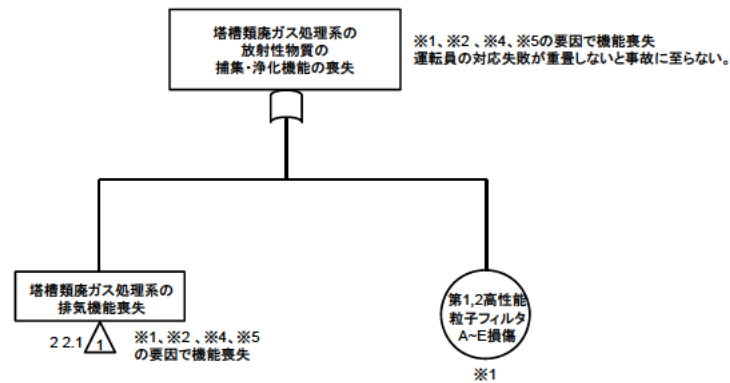 塔槽類廃ガス処理系の
放射性物質の
捕集・浄化機能の喪失
※1、※2 、※4、※5の要因で機能喪失
運転員の対応失敗が重畳しないと事故に至らない。
塔槽類廃ガス処理系の
排気機能喪失
2 2.1 1
※1、※2 、※4、※5
の要因で機能喪失
第1,2高性能
粒子フィルタ
A~E損傷
※1